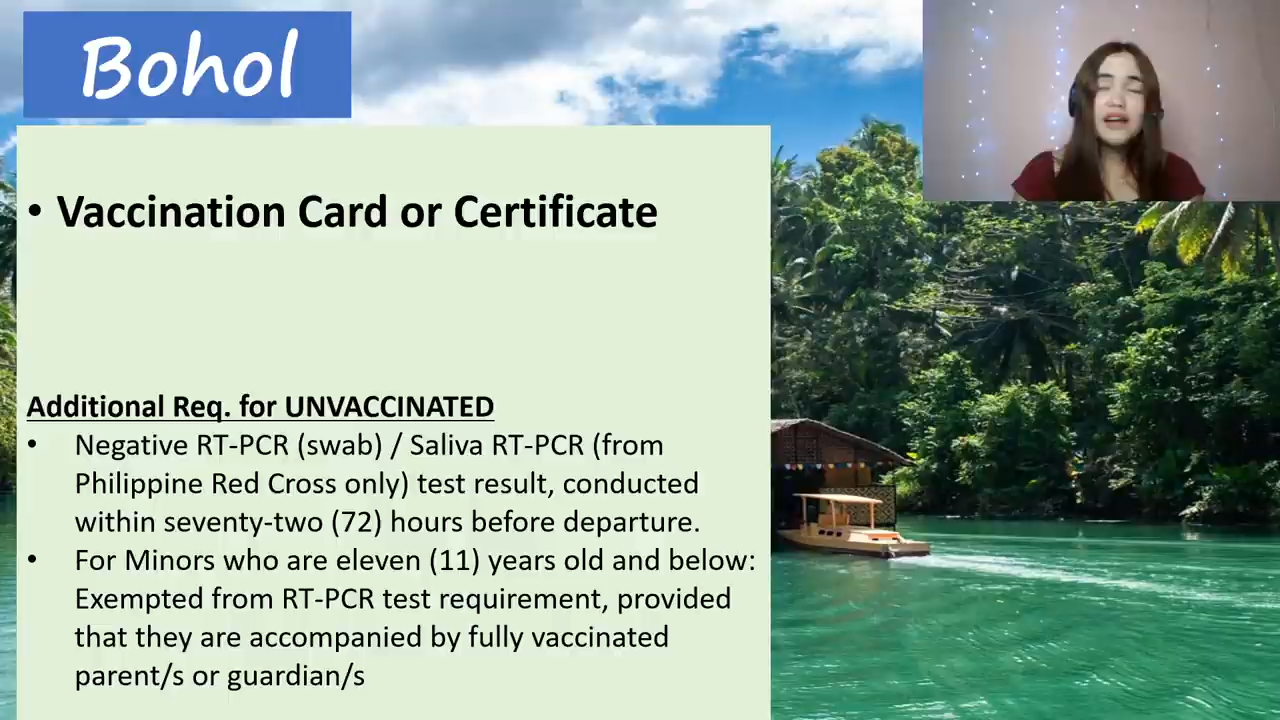 Bohol
• Vaccination Card or Certificate
Additional Req. for UNVACCINATED
• Negative RT-PCR (swab) / Saliva RT-PCR (from
Philippine Red Cross only) test result, conducted
within seventy-two (72) hours before departure.
• For Minors who are eleven (11) years old and below:
Exempted from RT-PCR test requirement, provided
that they are accompanied by fully vaccinated
parent/s or guardian/s